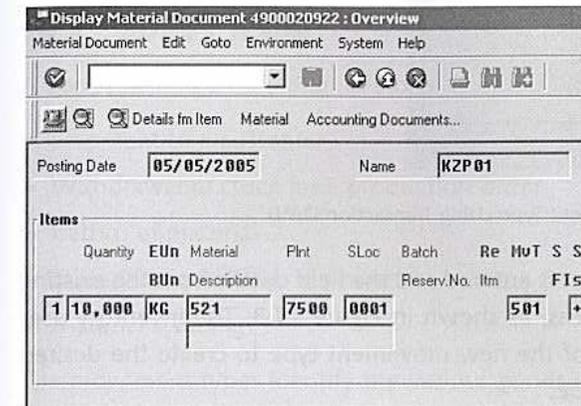 Display Material Document 4900020922 : Overview
Material Document Edit Goto Environment System Help
Details fm Item Material Accounting Documents...
Posting Date 05/05/2005 Name KZP01
Items
Quantity EUn Material Plnt SLoc Batch Re MvT S S
BUn Description Reserv.No. Itm FIs
1 10,000 KG 521 7500 0001 501 +